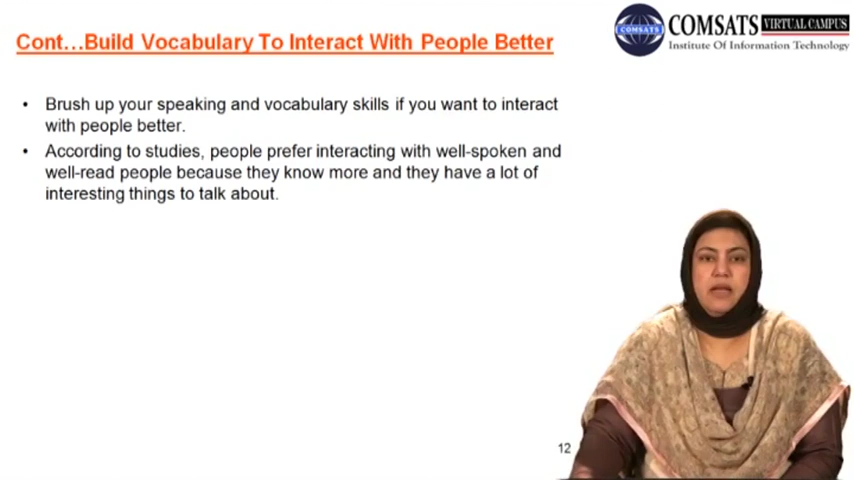 Cont…Build Vocabulary To Interact With People Better
COMSATS VIRTUAL CAMPUS
COMSATS
Institute Of Information Technology
• Brush up your speaking and vocabulary skills if you want to interact
with people better.
• According to studies, people prefer interacting with well-spoken and
well-read people because they know more and they have a lot of
interesting things to talk about.
12